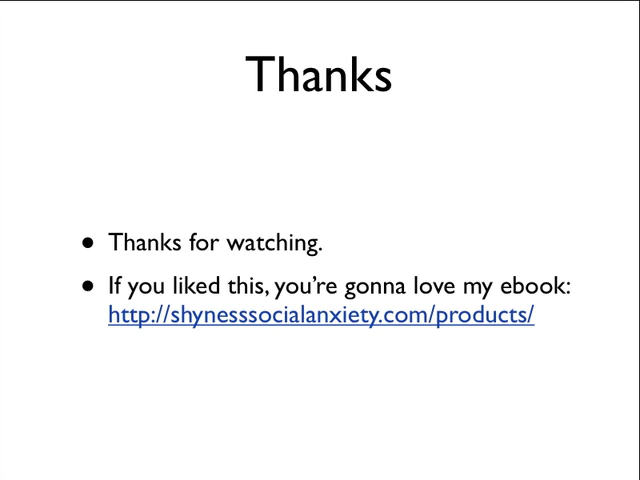 Thanks
• Thanks for watching.
• If you liked this, you’re gonna love my ebook:
http://shynesssocialanxiety.com/products/